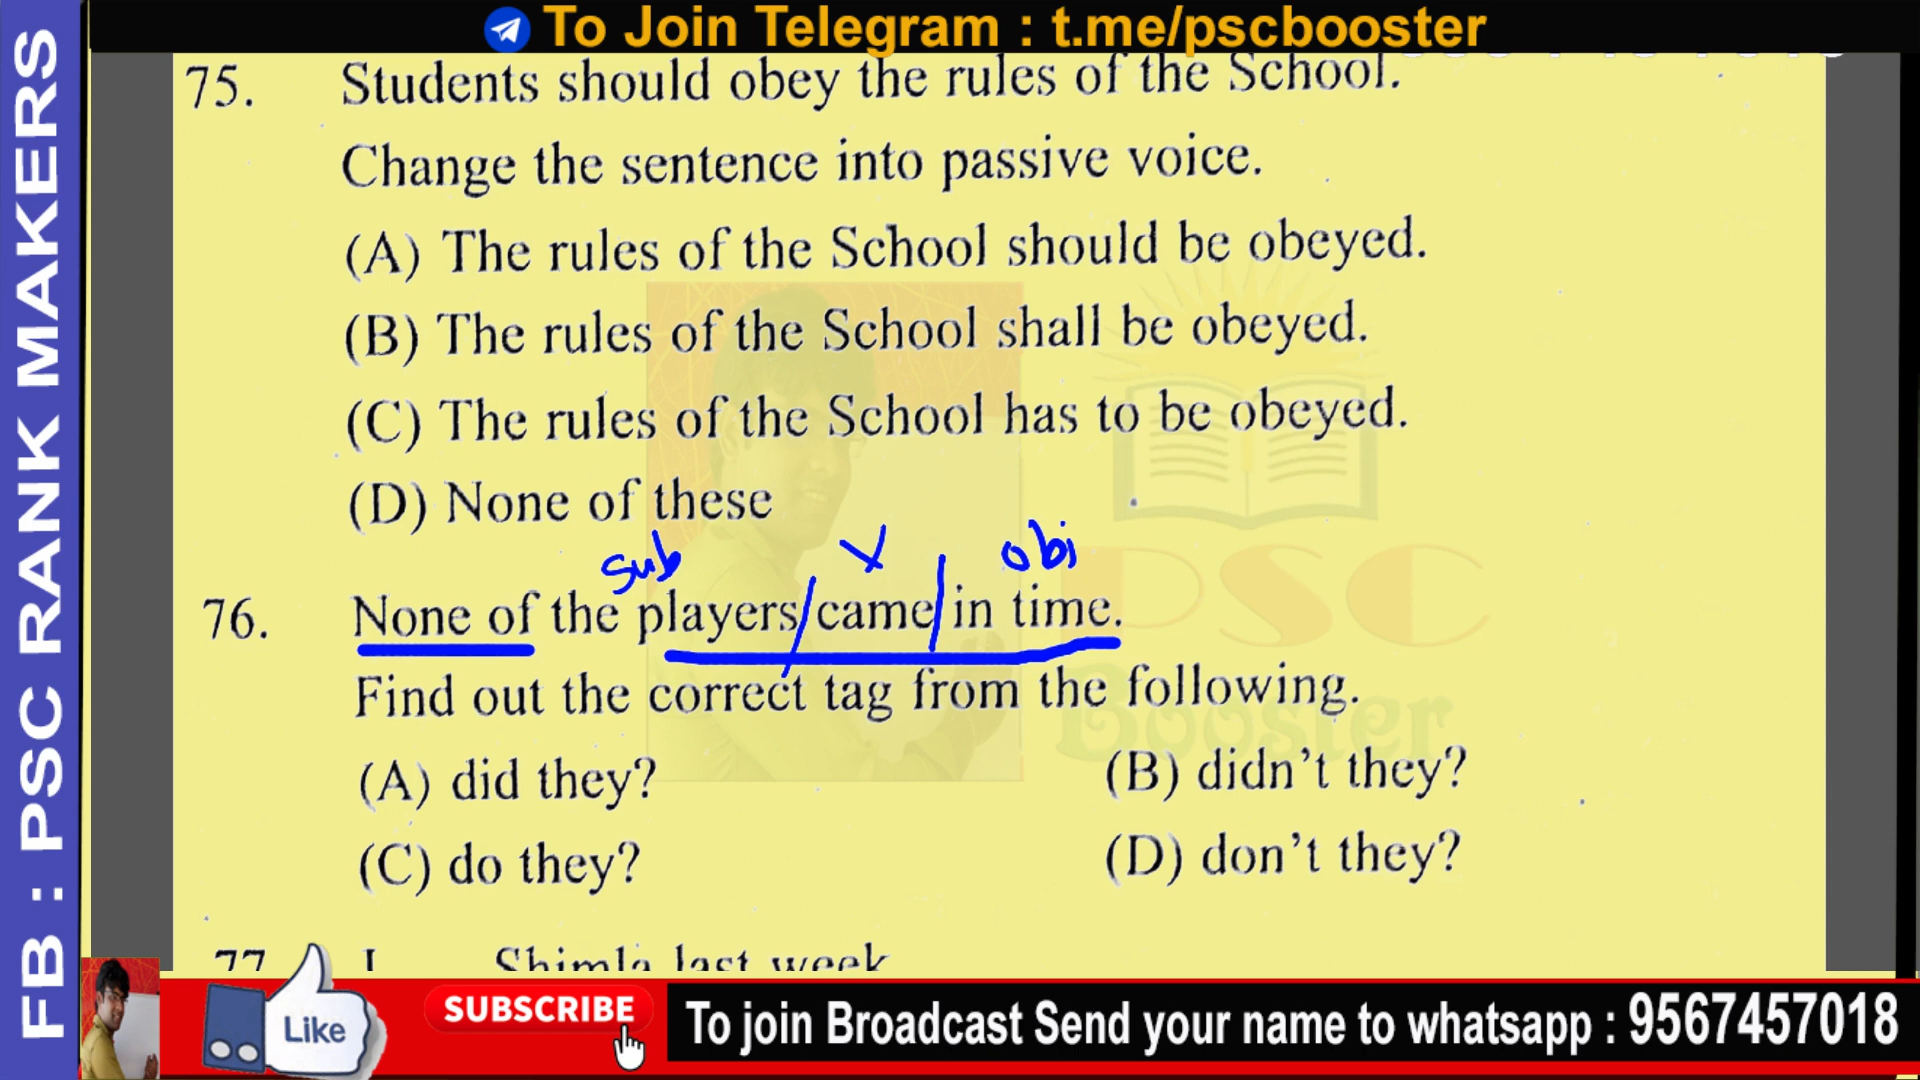 To Join Telegram : t.me/pscbooster
FB : PSC RANK MAKERS
75. Students should obey the rules of the School.
Change the sentence into passive voice.
(A) The rules of the School should be obeyed.
(B) The rules of the School shall be obeyed.
(C) The rules of the School has to be obeyed.
(D) None of these
sub obj
76. None of the players/came/in time.
Find out the correct tag from the following.
(A) did they? (B) didn't they?
(C) do they? (D) don't they?
77 I Shimla last week
PSC
Booster
Like
SUBSCRIBE
To join Broadcast Send your name to whatsapp : 9567457018